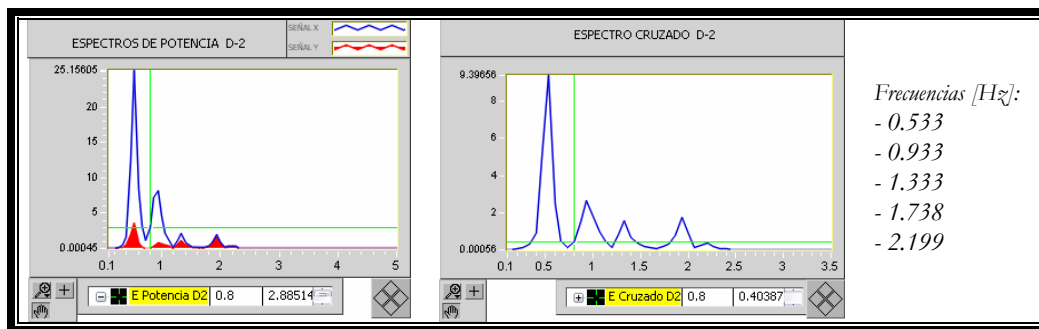 SEÑAL X
ESPECTROS DE POTENCIA D-2
SEÑAL Y
25.15605
20
15
10
5
0.00045
0.1 1 2 3 4 5
E Potencia D2 0.8 2.88514
ESPECTRO CRUZADO D-2
9.39656
8
6
4
2
0.00056
0.1 0.5 1 1.5 2 2.5 3 3.5
E Cruzado D2 0.8 0.40387
Frecuencias [Hz]:
- 0.533
- 0.933
- 1.333
- 1.738
- 2.199